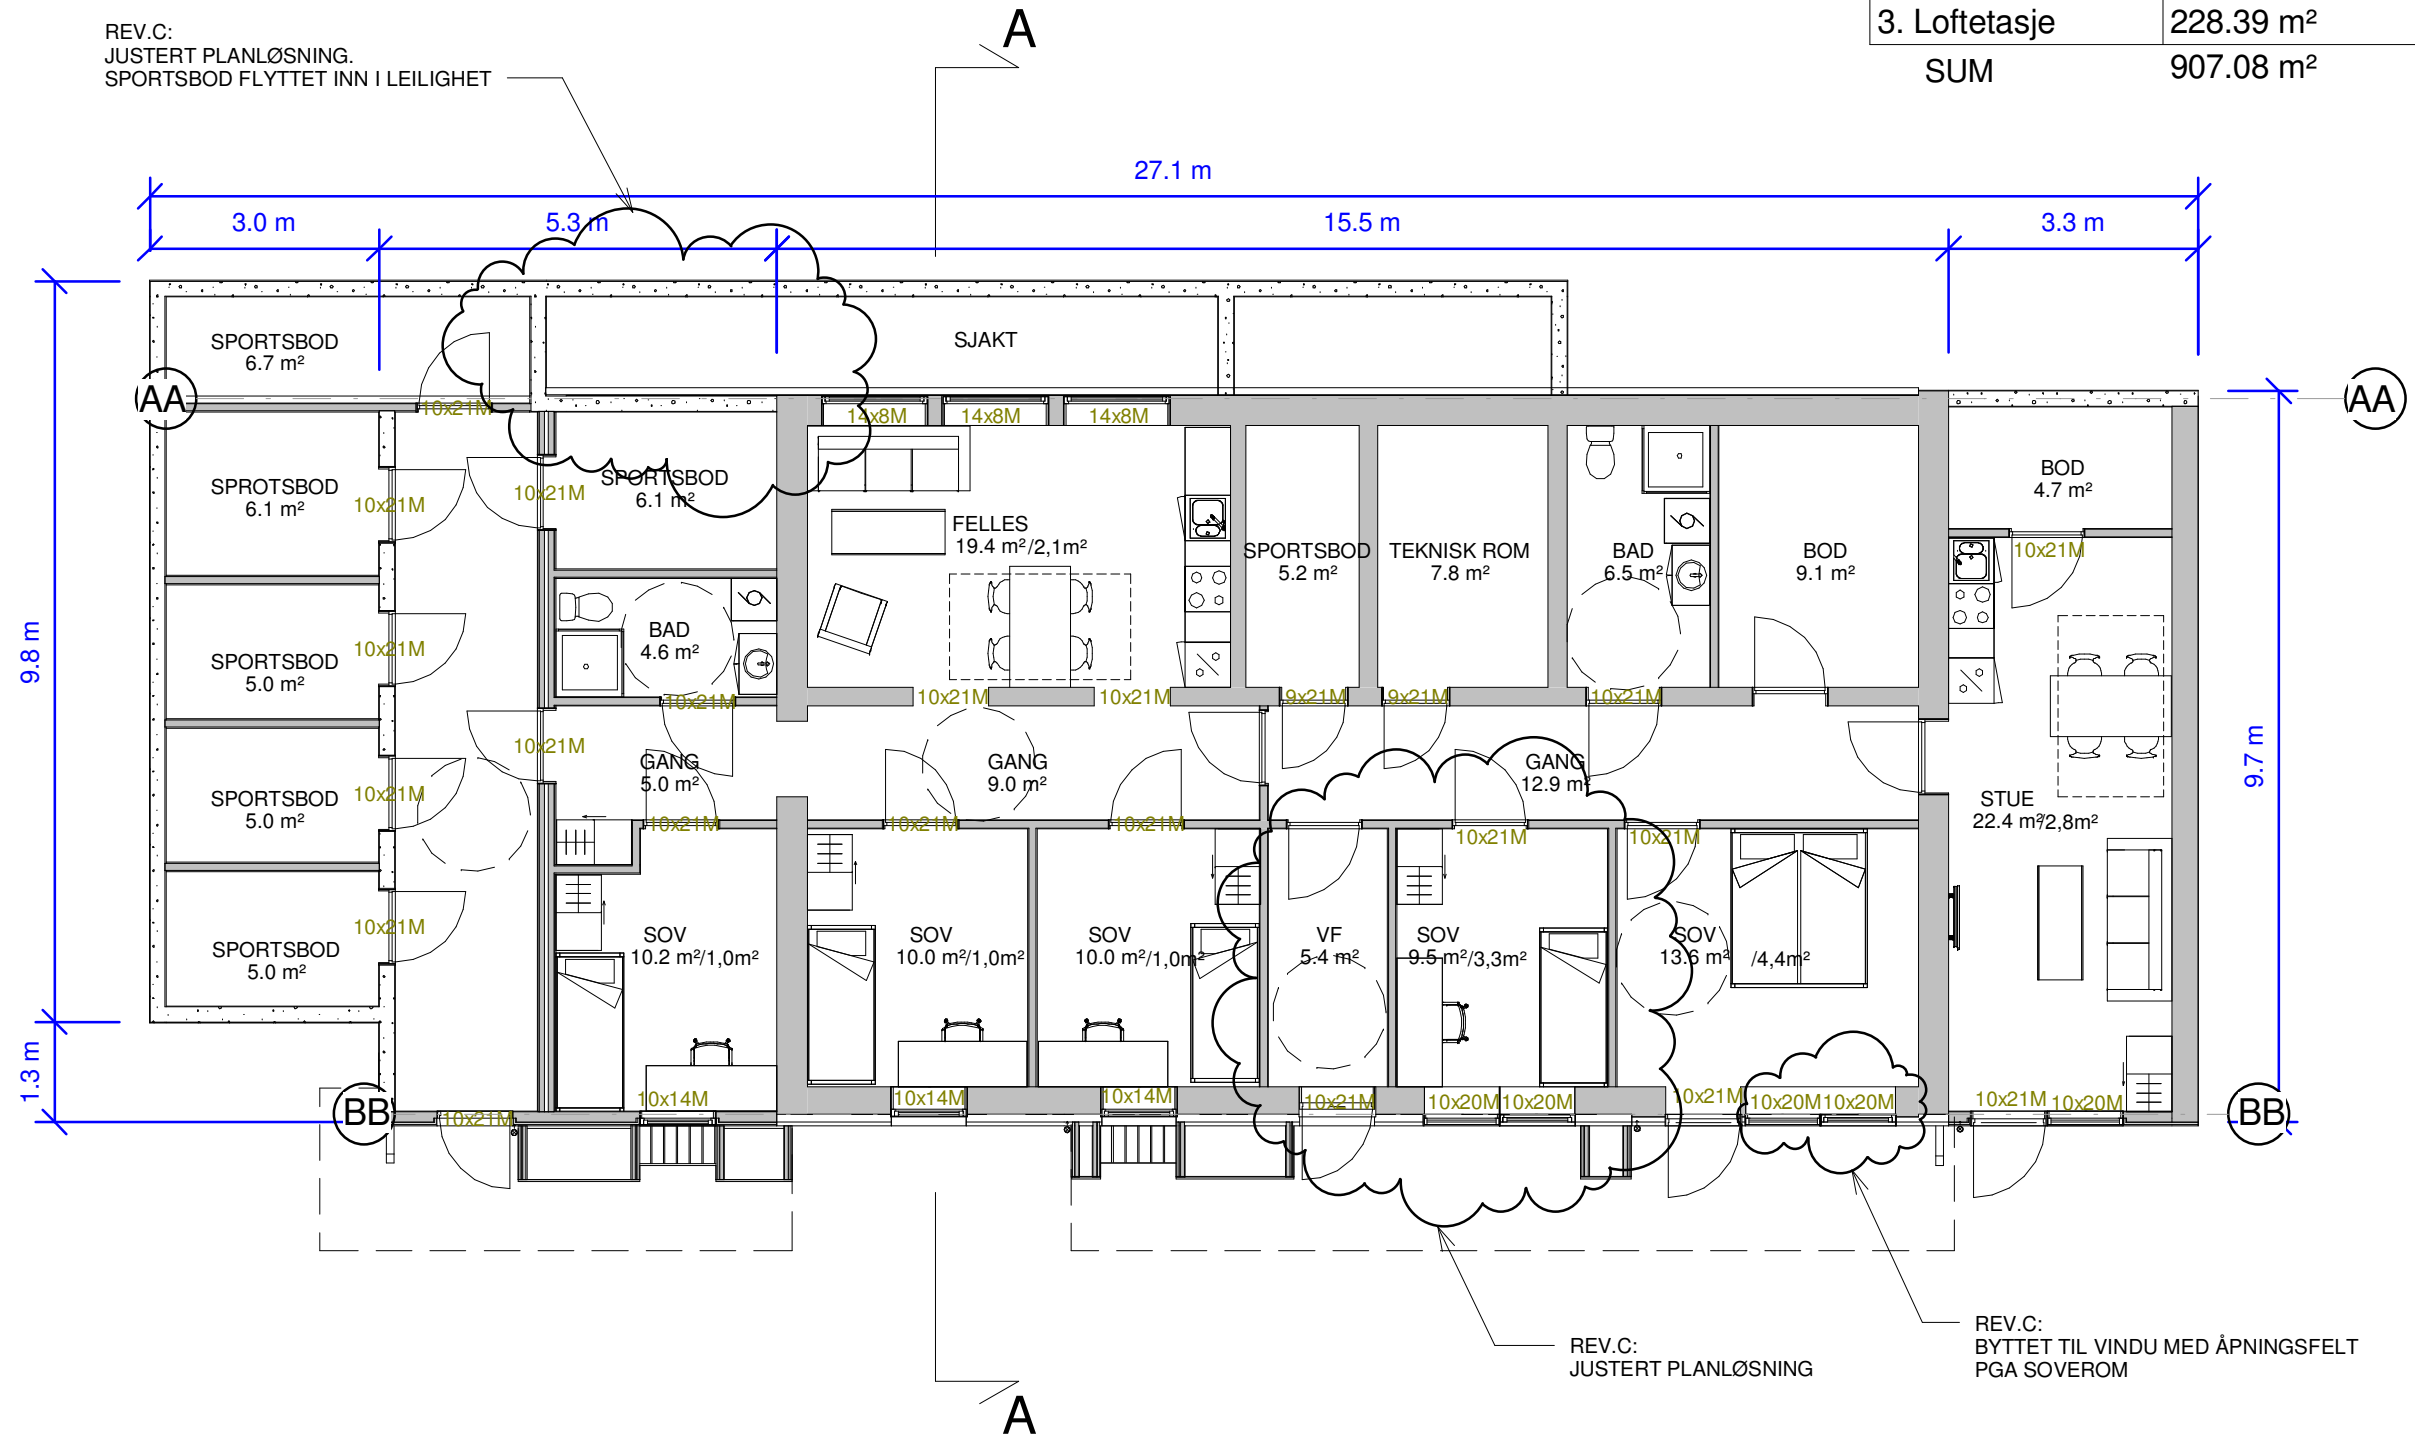 3. Loftetasje 228.39 m²
SUM 907.08 m²
REV.C:
JUSTERT PLANLØSNING.
SPORTSBOD FLYTTET INN I LEILIGHET
A
27.1 m
3.0 m 5.3 m 15.5 m 3.3 m
SPORTSBOD
6.7 m²
SJAKT
AA
AA
10x21M
14x8M 14x8M 14x8M
SPROTSBOD
6.1 m²
10x21M
10x21M
SPORTSBOD
6.1 m²
FELLES
19.4 m²/2,1m²
SPORTSBOD
5.2 m²
TEKNISK ROM
7.8 m²
BAD
6.5 m²
BOD
9.1 m²
BOD
4.7 m²
10x21M
9.8 m
SPORTSBOD
5.0 m²
10x21M
BAD
4.6 m²
10x21M
10x21M
10x21M
9x21M
9x21M
10x21M
10x21M
GANG
5.0 m²
GANG
9.0 m²
GANG
12.9 m²
9.7 m
SPORTSBOD
5.0 m²
10x21M
10x21M
10x21M
10x21M
10x21M
10x21M
STUE
22.4 m²/2,8m²
SPORTSBOD
5.0 m²
10x21M
SOV
10.2 m²/1,0m²
SOV
10.0 m²/1,0m²
SOV
10.0 m²/1,0m²
VF
5.4 m²
SOV
9.5 m²/3,3m²
SOV
13.6 m² /4,4m²
1.3 m
BB
BB
10x21M
10x14M
10x14M
10x14M
10x21M
10x20M 10x20M
10x21M
10x20M 10x20M
10x21M
10x20M
REV.C:
JUSTERT PLANLØSNING
REV.C:
BYTTET TIL VINDU MED ÅPNINGSFELT
PGA SOVEROM
A